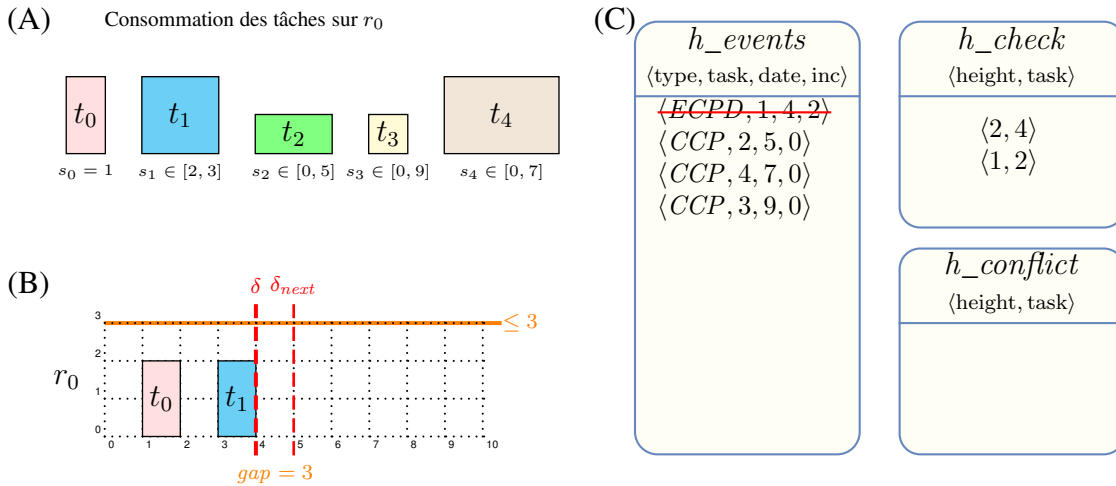 (A)
Consommation des tâches sur r₀
t₀
t₁
t₂
t₃
t₄
s₀ = 1
s₁ ∈ [2, 3]
s₂ ∈ [0, 5]
s₃ ∈ [0, 9]
s₄ ∈ [0, 7]
(B)
δ
δₙₑₓₜ
≤ 3
3
2
1
0
r₀
t₀
t₁
0 1 2 3 4 5 6 7 8 9 10
gap = 3
(C)
h_events
⟨type, task, date, inc⟩
⟨ECPD, 1, 4, 2⟩
⟨CCP, 2, 5, 0⟩
⟨CCP, 4, 7, 0⟩
⟨CCP, 3, 9, 0⟩
h_check
⟨height, task⟩
⟨2, 4⟩
⟨1, 2⟩
h_conflict
⟨height, task⟩